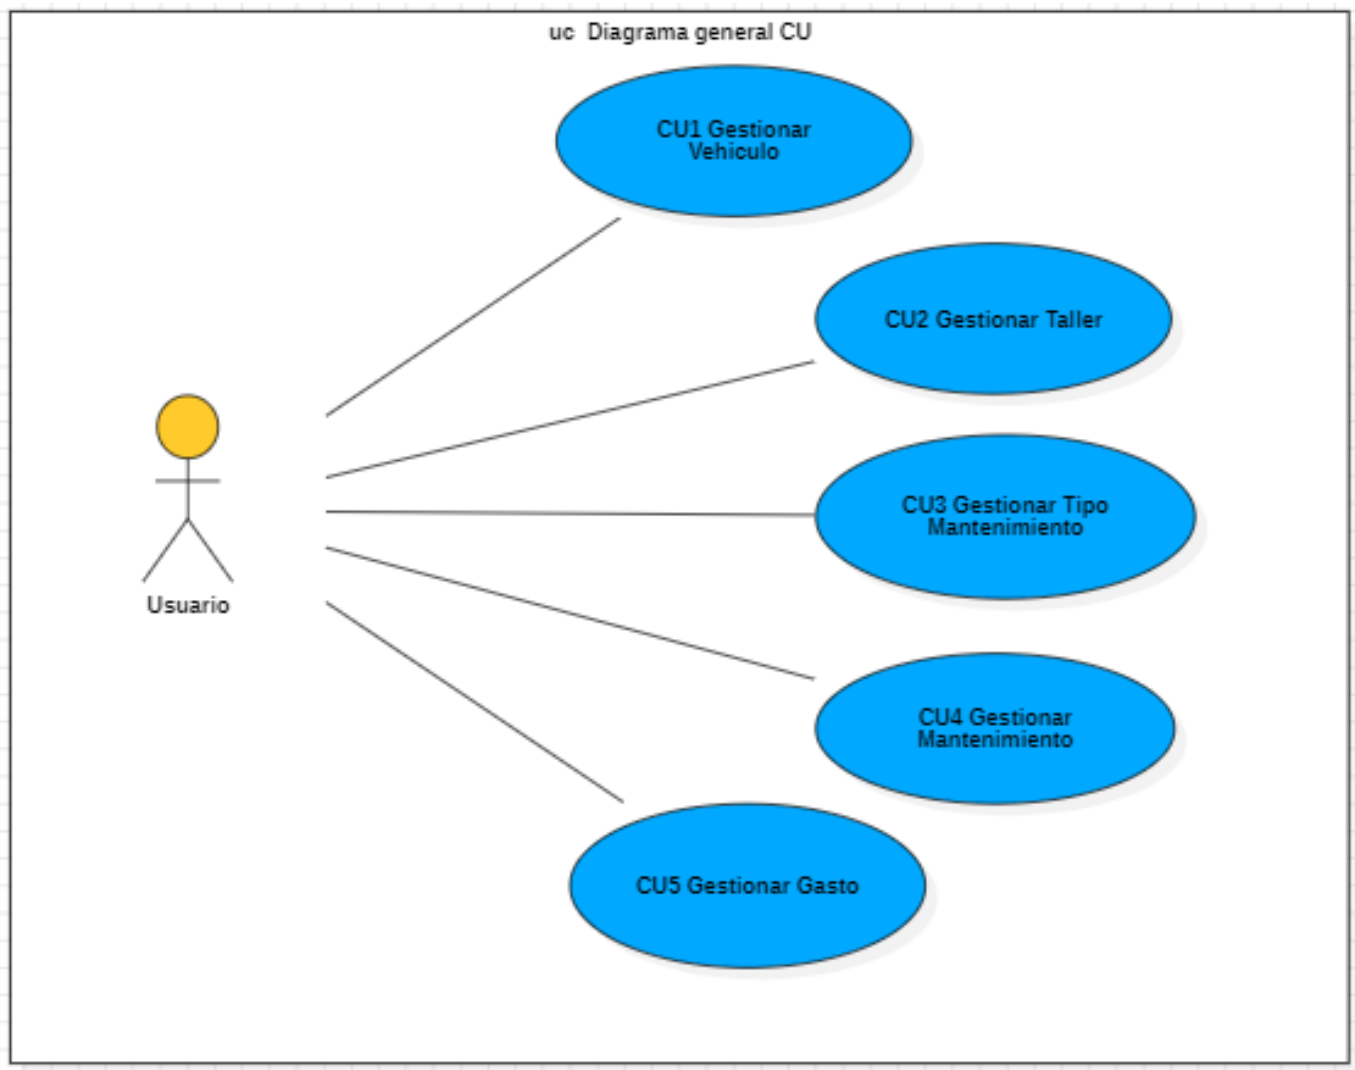 uc  Diagrama general CU
CU1 Gestionar
Vehiculo
CU2 Gestionar Taller
CU3 Gestionar Tipo
Mantenimiento
Usuario
CU4 Gestionar
Mantenimiento
CU5 Gestionar Gasto